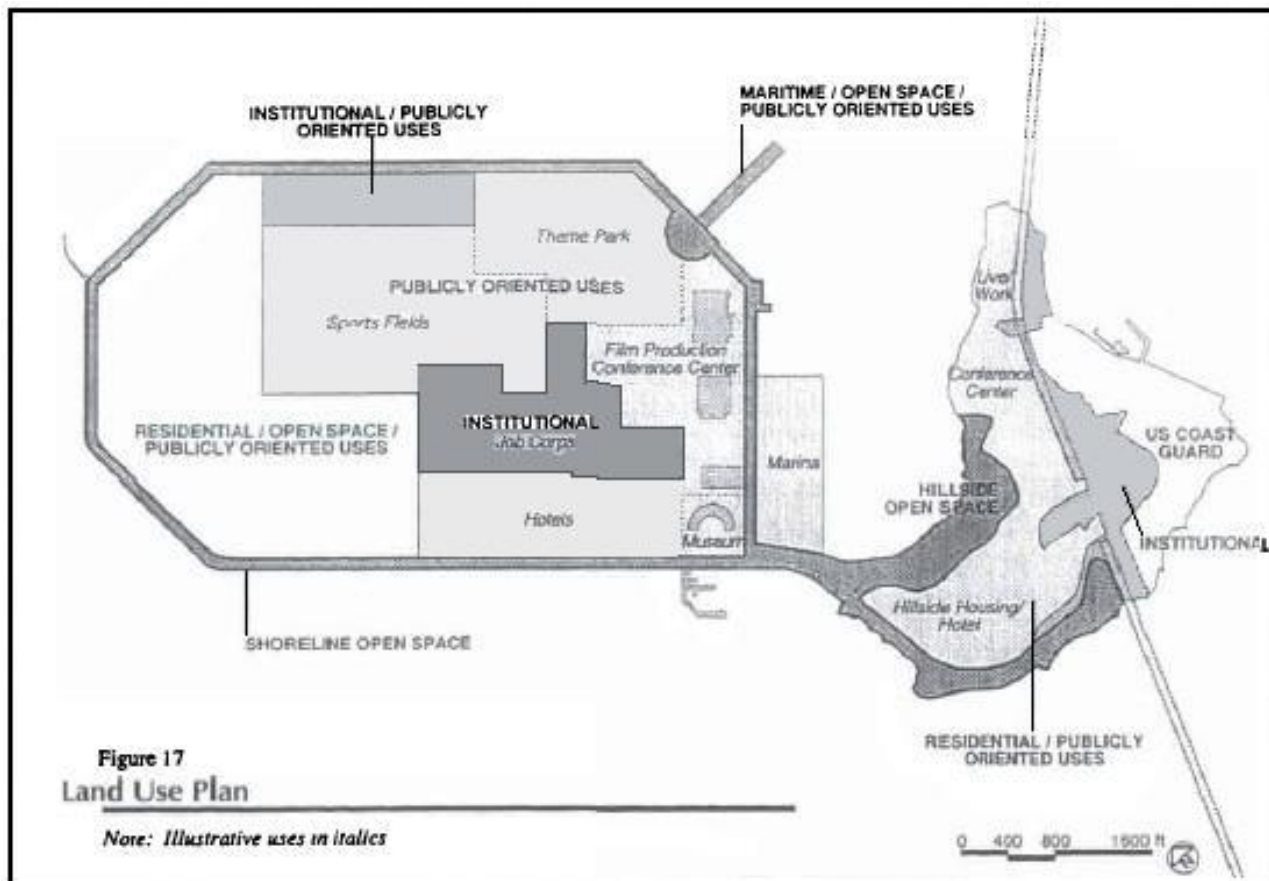 INSTITUTIONAL / PUBLICLY
ORIENTED USES
MARITIME / OPEN SPACE /
PUBLICLY ORIENTED USES
Theme Park
PUBLICLY ORIENTED USES
Sports Fields
Live/
Work
Film Production
Conference Center
Conference
Center
INSTITUTIONAL
Job Corps
RESIDENTIAL / OPEN SPACE /
PUBLICLY ORIENTED USES
Marina
US COAST
GUARD
HILLSIDE
OPEN SPACE
Hotels
Museum
INSTITUTIONAL
Hillside Housing/
Hotel
SHORELINE OPEN SPACE
RESIDENTIAL / PUBLICLY
ORIENTED USES
Figure 17
Land Use Plan
Note: Illustrative uses in italics
0 400 800 1600 ft